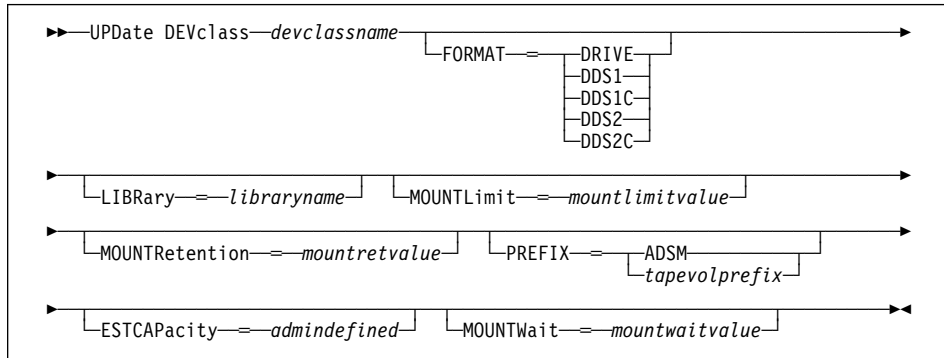 UPDate DEVclass devclassname
FORMAT = DRIVE
DDS1
DDS1C
DDS2
DDS2C
LIBRary = libraryname MOUNTLimit = mountlimitvalue
MOUNTRetention = mountretvalue PREFIX = ADSM
tapevolprefix
ESTCAPacity = admindefined MOUNTWait = mountwaitvalue